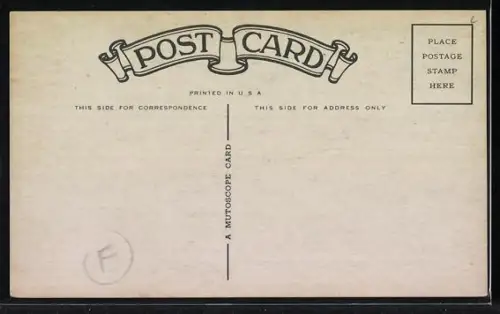 POST CARD
PLACE
POSTAGE
STAMP
HERE
PRINTED IN U S A
THIS SIDE FOR CORRESPONDENCE
THIS SIDE FOR ADDRESS ONLY
A MUTOSCOPE CARD
F